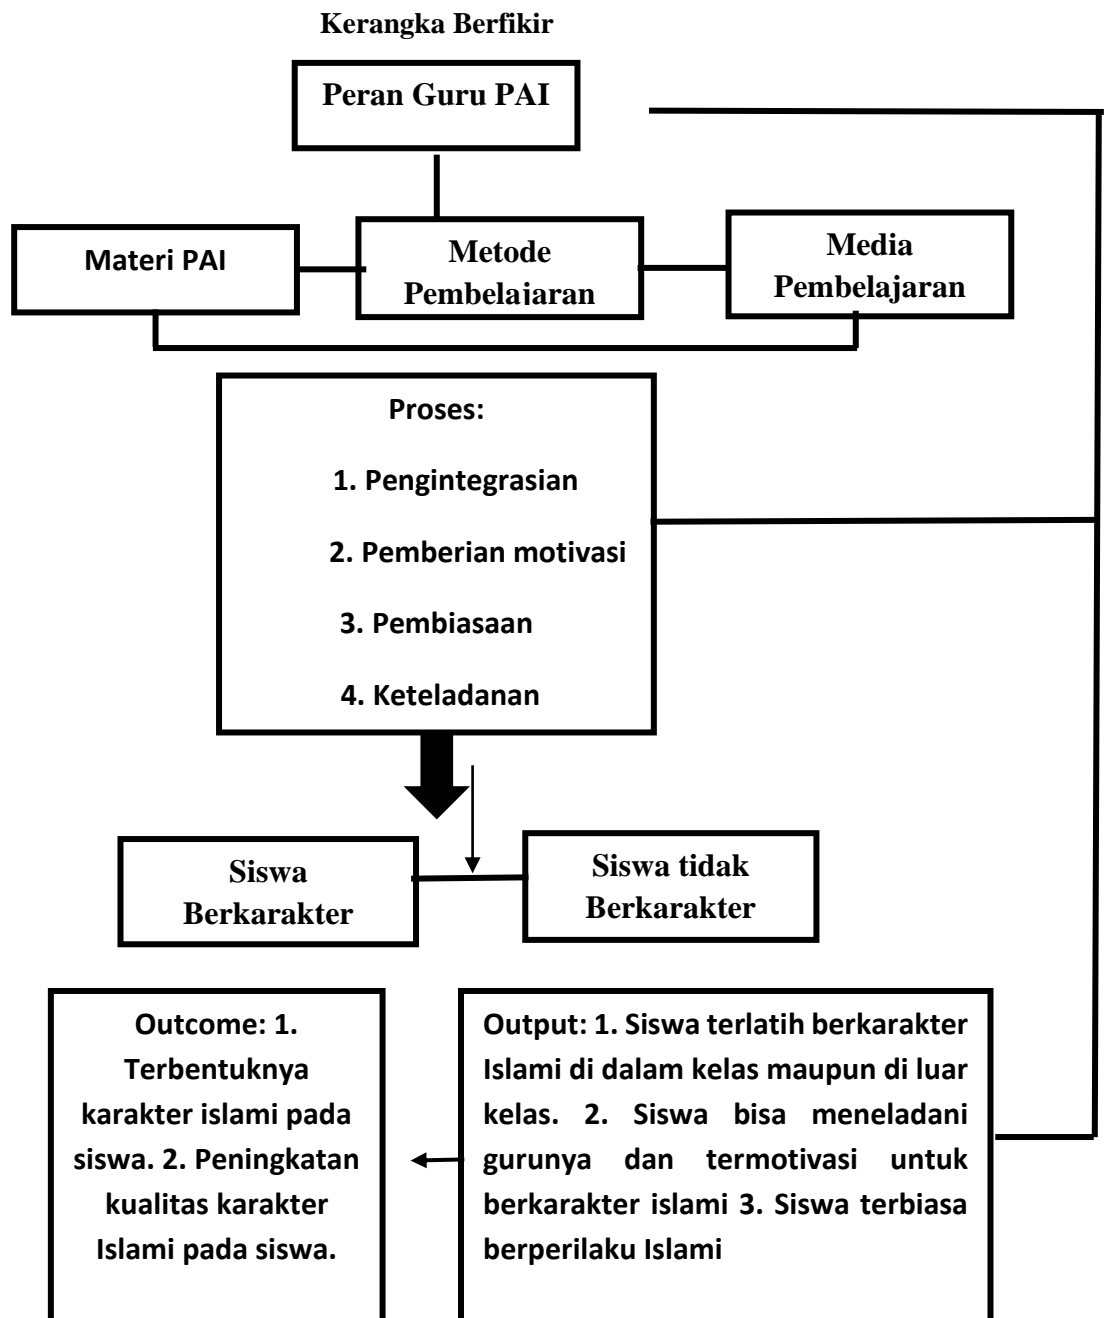 Kerangka Berfikir
Peran Guru PAI
Materi PAI
Metode
Pembelajaran
Media
Pembelajaran
Proses:
1. Pengintegrasian
2. Pemberian motivasi
3. Pembiasaan
4. Keteladanan
Siswa
Berkarakter
Siswa tidak
Berkarakter
Outcome: 1.
Terbentuknya
karakter islami pada
siswa. 2. Peningkatan
kualitas karakter
Islami pada siswa.
Output: 1. Siswa terlatih berkarakter
Islami di dalam kelas maupun di luar
kelas. 2. Siswa bisa meneladani
gurunya dan termotivasi untuk
berkarakter islami 3. Siswa terbiasa
berperilaku Islami